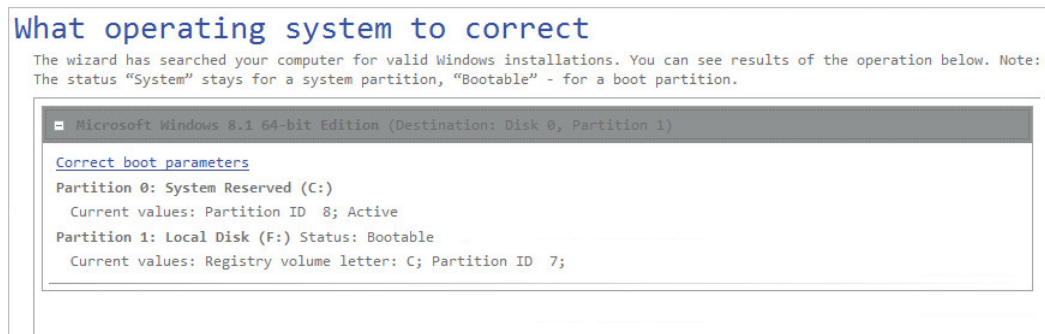 What operating system to correct
The wizard has searched your computer for valid Windows installations. You can see results of the operation below. Note:
The status “System” stays for a system partition, “Bootable” - for a boot partition.
Microsoft Windows 8.1 64-bit Edition (Destination: Disk 0, Partition 1)
Correct boot parameters
Partition 0: System Reserved (C:)
Current values: Partition ID 8; Active
Partition 1: Local Disk (F:) Status: Bootable
Current values: Registry volume letter: C; Partition ID 7;